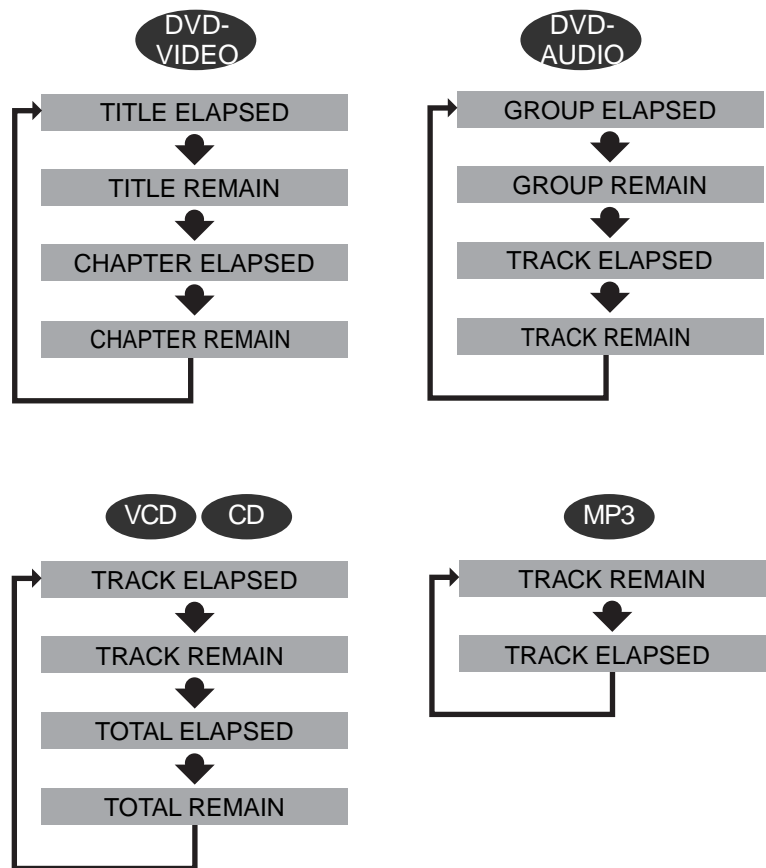 DVD-
VIDEO
TITLE ELAPSED
TITLE REMAIN
CHAPTER ELAPSED
CHAPTER REMAIN
DVD-
AUDIO
GROUP ELAPSED
GROUP REMAIN
TRACK ELAPSED
TRACK REMAIN
VCD CD
TRACK ELAPSED
TRACK REMAIN
TOTAL ELAPSED
TOTAL REMAIN
MP3
TRACK REMAIN
TRACK ELAPSED